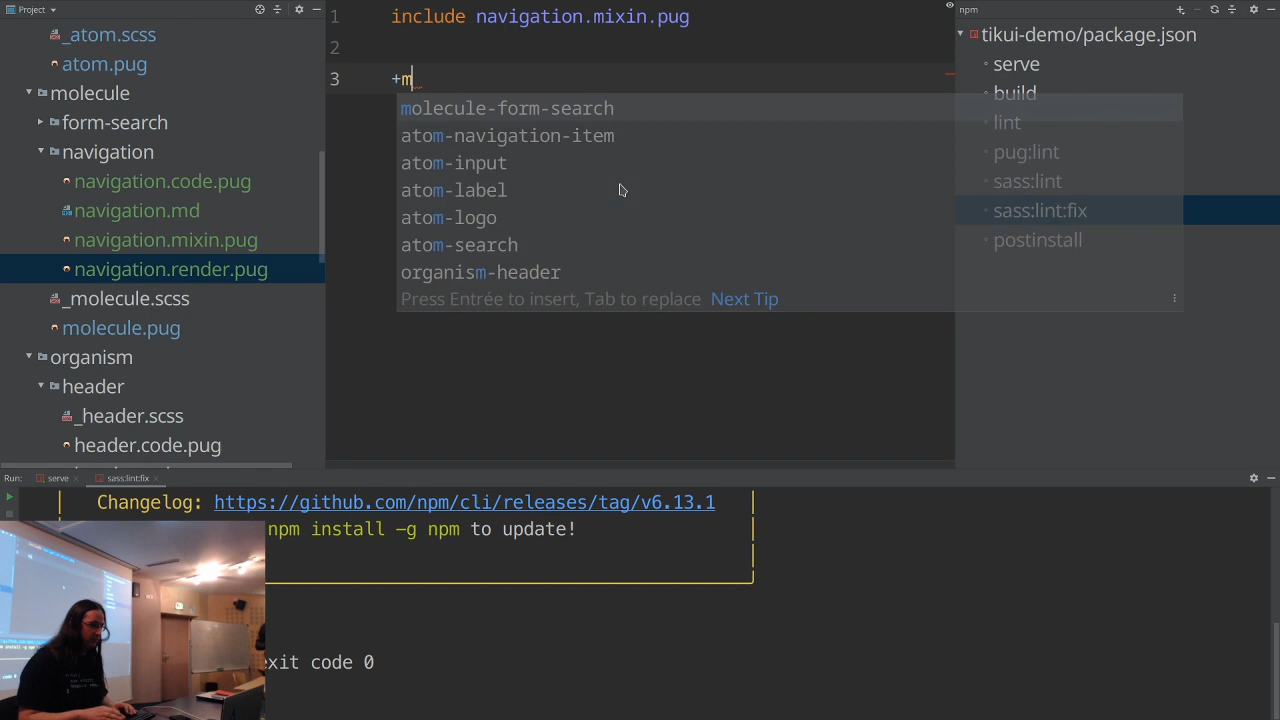 Project
_atom.scss
atom.pug
molecule
form-search
navigation
navigation.code.pug
navigation.md
navigation.mixin.pug
navigation.render.pug
_molecule.scss
molecule.pug
organism
header
_header.scss
header.code.pug
1 include navigation.mixin.pug
2
3 +m
molecule-form-search
atom-navigation-item
atom-input
atom-label
atom-logo
atom-search
organism-header
Press Entrée to insert, Tab to replace Next Tip
npm
tikui-demo/package.json
serve
build
lint
pug:lint
sass:lint
sass:lint:fix
postinstall
Run: serve sass:lint:fix
Changelog: https://github.com/npm/cli/releases/tag/v6.13.1
npm install -g npm to update!
exit code 0